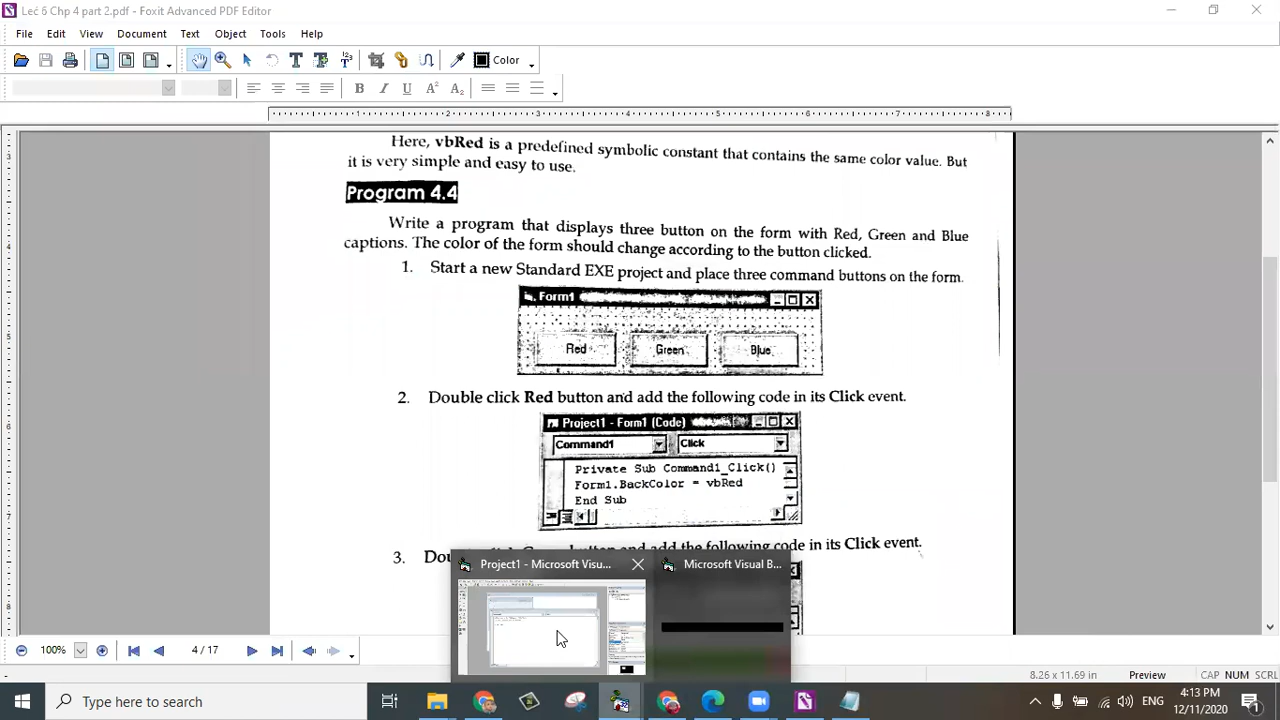 Lec 6 Chp 4 part 2.pdf - Foxit Advanced PDF Editor
File Edit View Document Text Object Tools Help
Color
Here, vbRed is a predefined symbolic constant that contains the same color value. But
it is very simple and easy to use.
Program 4.4
Write a program that displays three button on the form with Red, Green and Blue
captions. The color of the form should change according to the button clicked.
1. Start a new Standard EXE project and place three command buttons on the form.
Form1
Red Green Blue
2. Double click Red button and add the following code in its Click event.
Project1 - Form1 (Code)
Command1 Click
Private Sub Command1_Click()
Form1.BackColor = vbRed
End Sub
3. button and add the following code in its Click event.
Project1 - Microsoft Visu... Microsoft Visual B...
100% 17
8.26 x 11.69 inches Preview CAP NUM SCRL
Type here to search
4:13 PM
12/11/2020